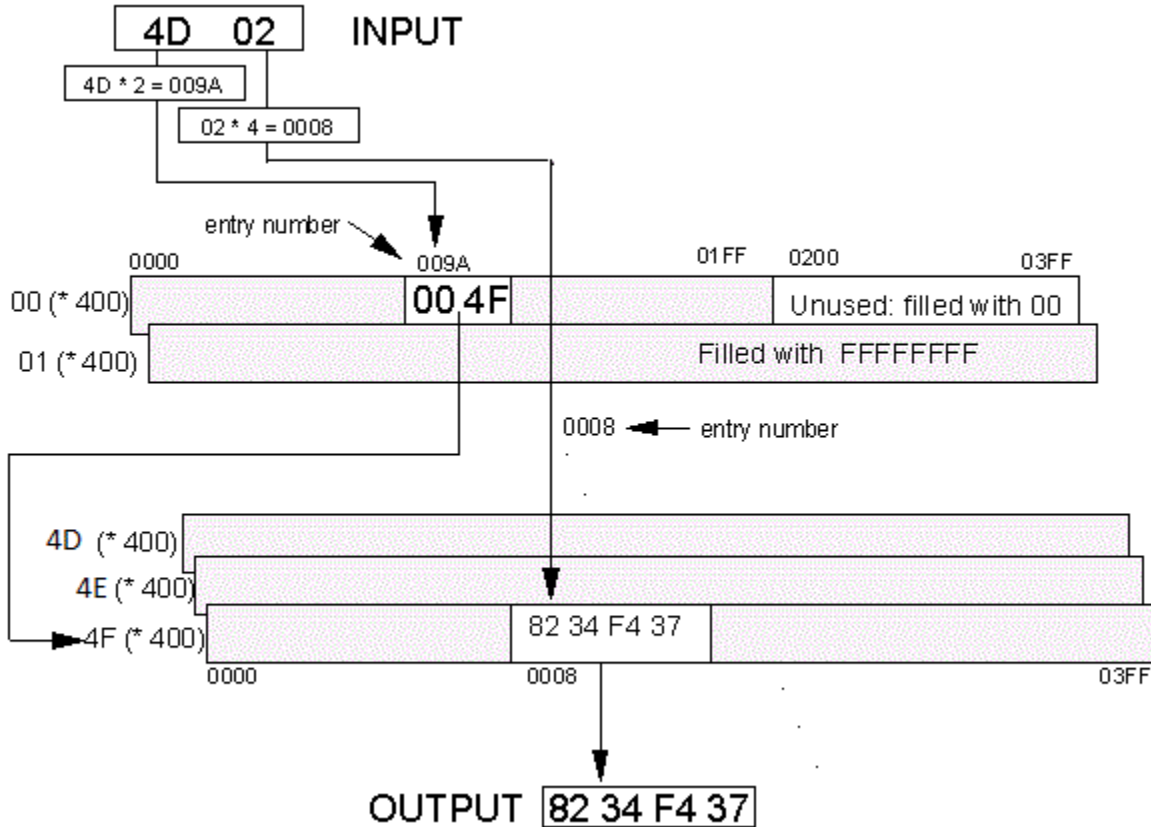 4D 02 INPUT
4D * 2 = 009A
02 * 4 = 0008
entry number
0000 009A 01FF 0200 03FF
00 (* 400) 00 4F Unused: filled with 00
01 (* 400) Filled with FFFFFFFF
0008 entry number
4D (* 400)
4E (* 400)
4F (* 400) 82 34 F4 37
0000 0008 03FF
OUTPUT 82 34 F4 37